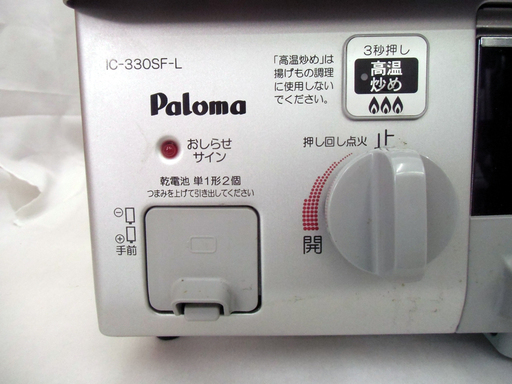 IC-330SF-L
「高温炒め」は
揚げもの調理
に使用しない
でください。
3秒押し
高温
炒め
Paloma
おしらせ
サイン
押し回し点火
止
開
乾電池 単1形2個
つまみを上げて引き出してください
⊖
⊕
手前